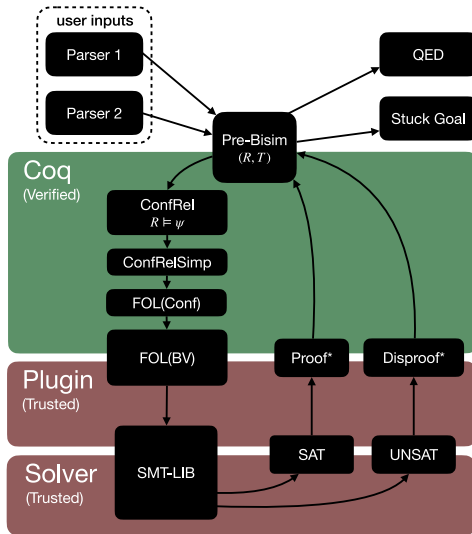 user inputs
Parser 1
Parser 2
QED
Stuck Goal
Pre-Bisim
(R, T)
Coq
(Verified)
ConfRel
R ⊨ ψ
ConfRelSimp
FOL(Conf)
FOL(BV)
Proof*
Disproof*
Plugin
(Trusted)
SMT-LIB
SAT
UNSAT
Solver
(Trusted)